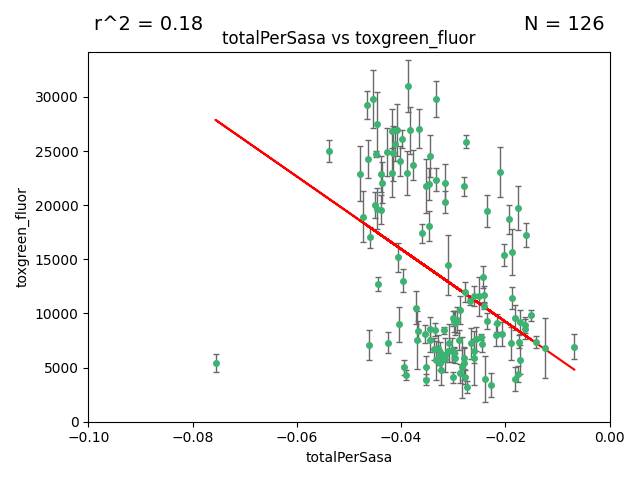 r^2 = 0.18
N = 126
totalPerSasa vs toxgreen_fluor
30000
25000
20000
15000
10000
5000
0
toxgreen_fluor
−0.10
−0.08
−0.06
−0.04
−0.02
0.00
totalPerSasa